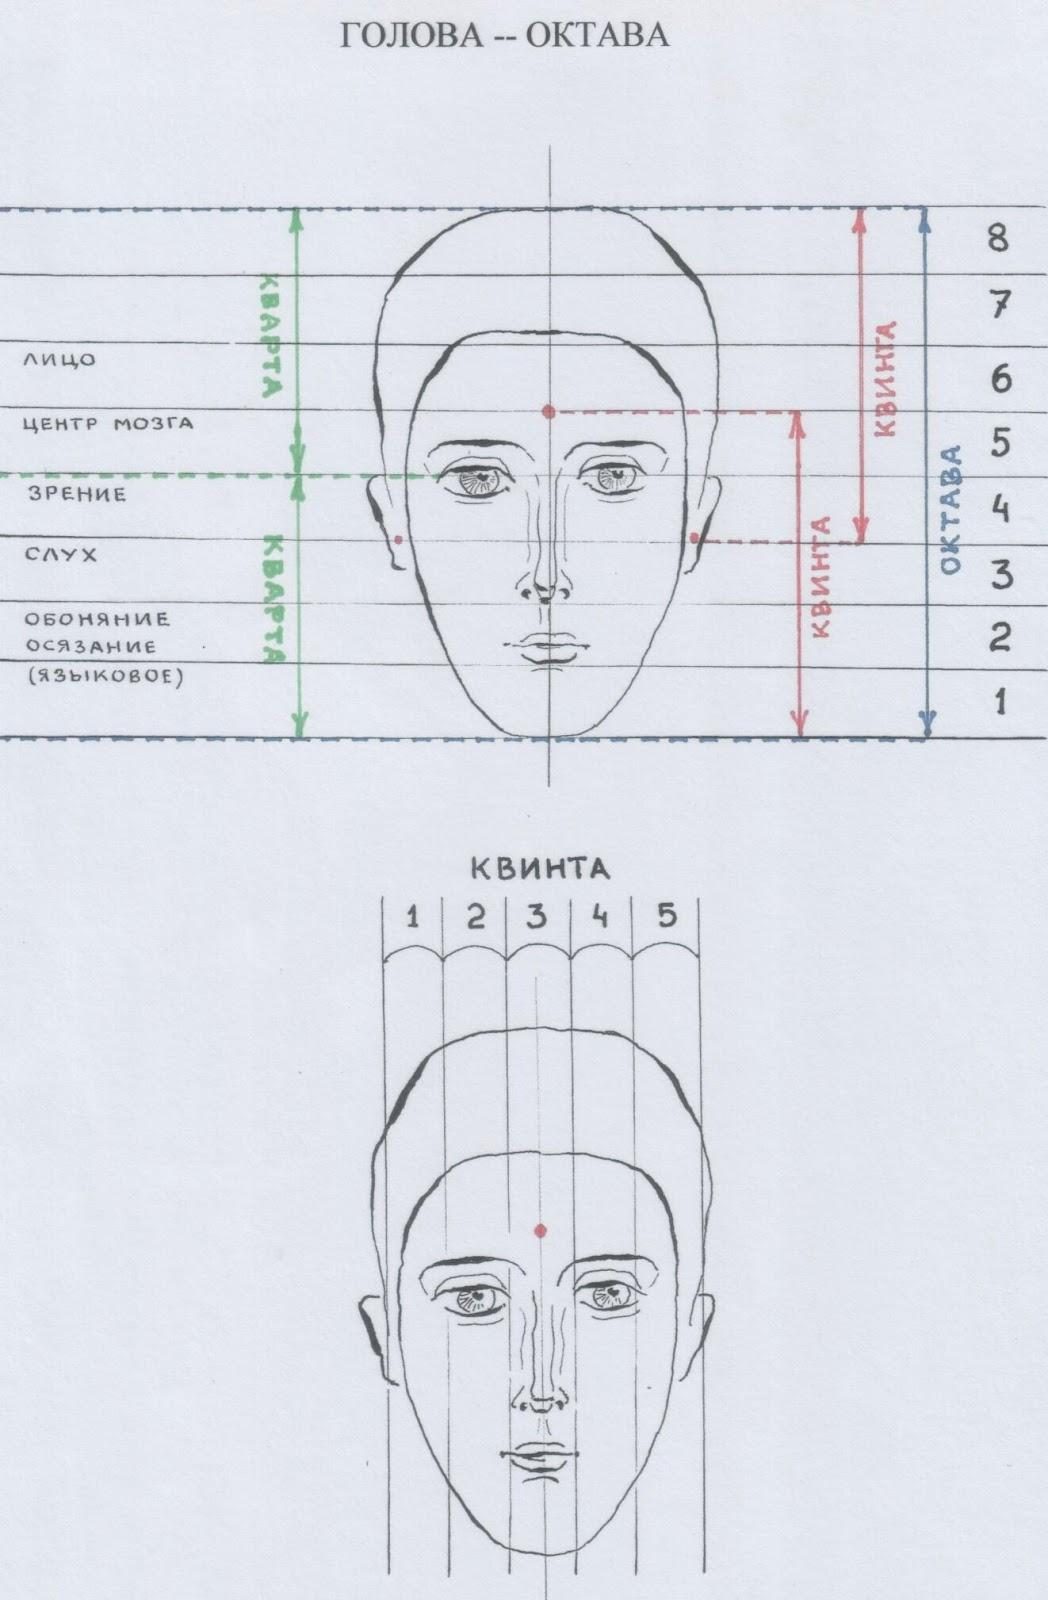 ГОЛОВА -- ОКТАВА
8
7
6
5
4
3
2
1
ЛИЦО
ЦЕНТР МОЗГА
ЗРЕНИЕ
СЛУХ
ОБОНЯНИЕ
ОСЯЗАНИЕ
(ЯЗЫКОВОЕ)
КВАРТА
КВАРТА
КВИНТА
КВИНТА
ОКТАВА
КВИНТА
1 2 3 4 5